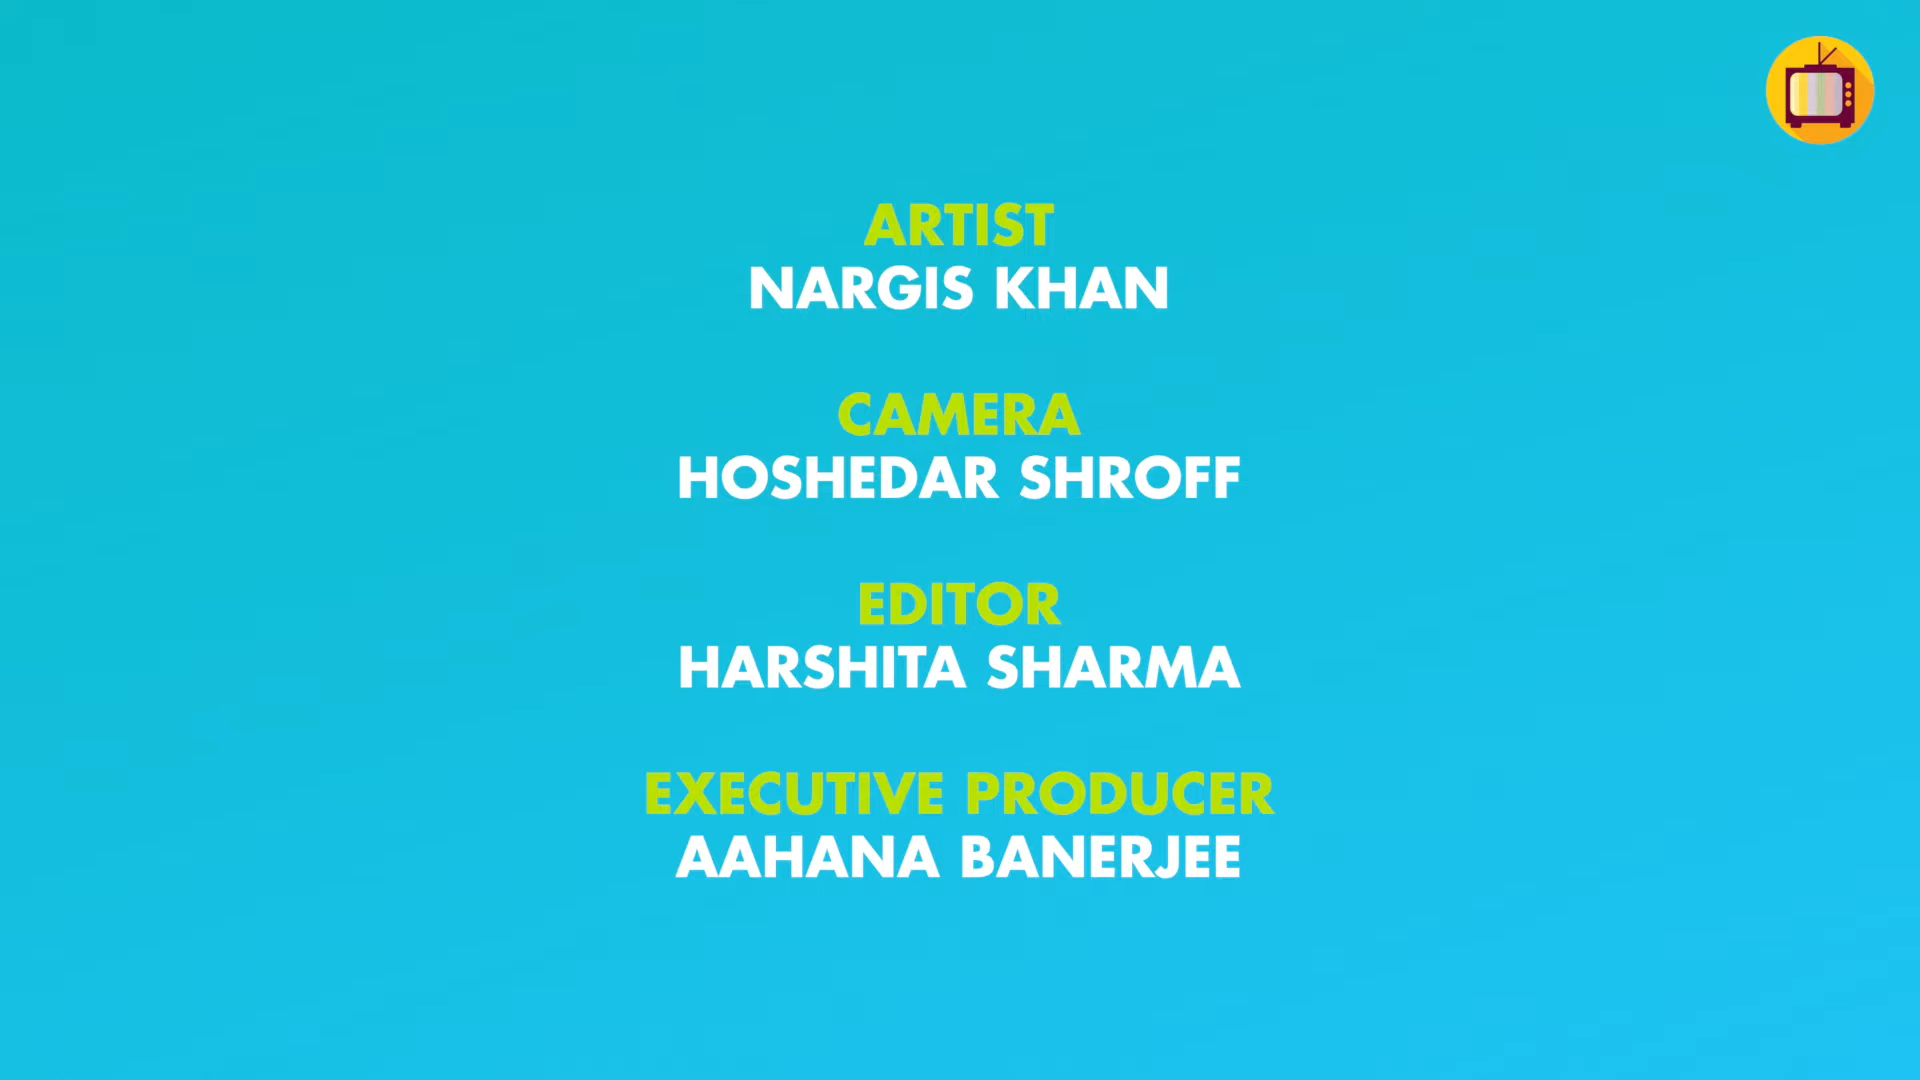 ARTIST
NARGIS KHAN
CAMERA
HOSHEDAR SHROFF
EDITOR
HARSHITA SHARMA
EXECUTIVE PRODUCER
AAHANA BANERJEE